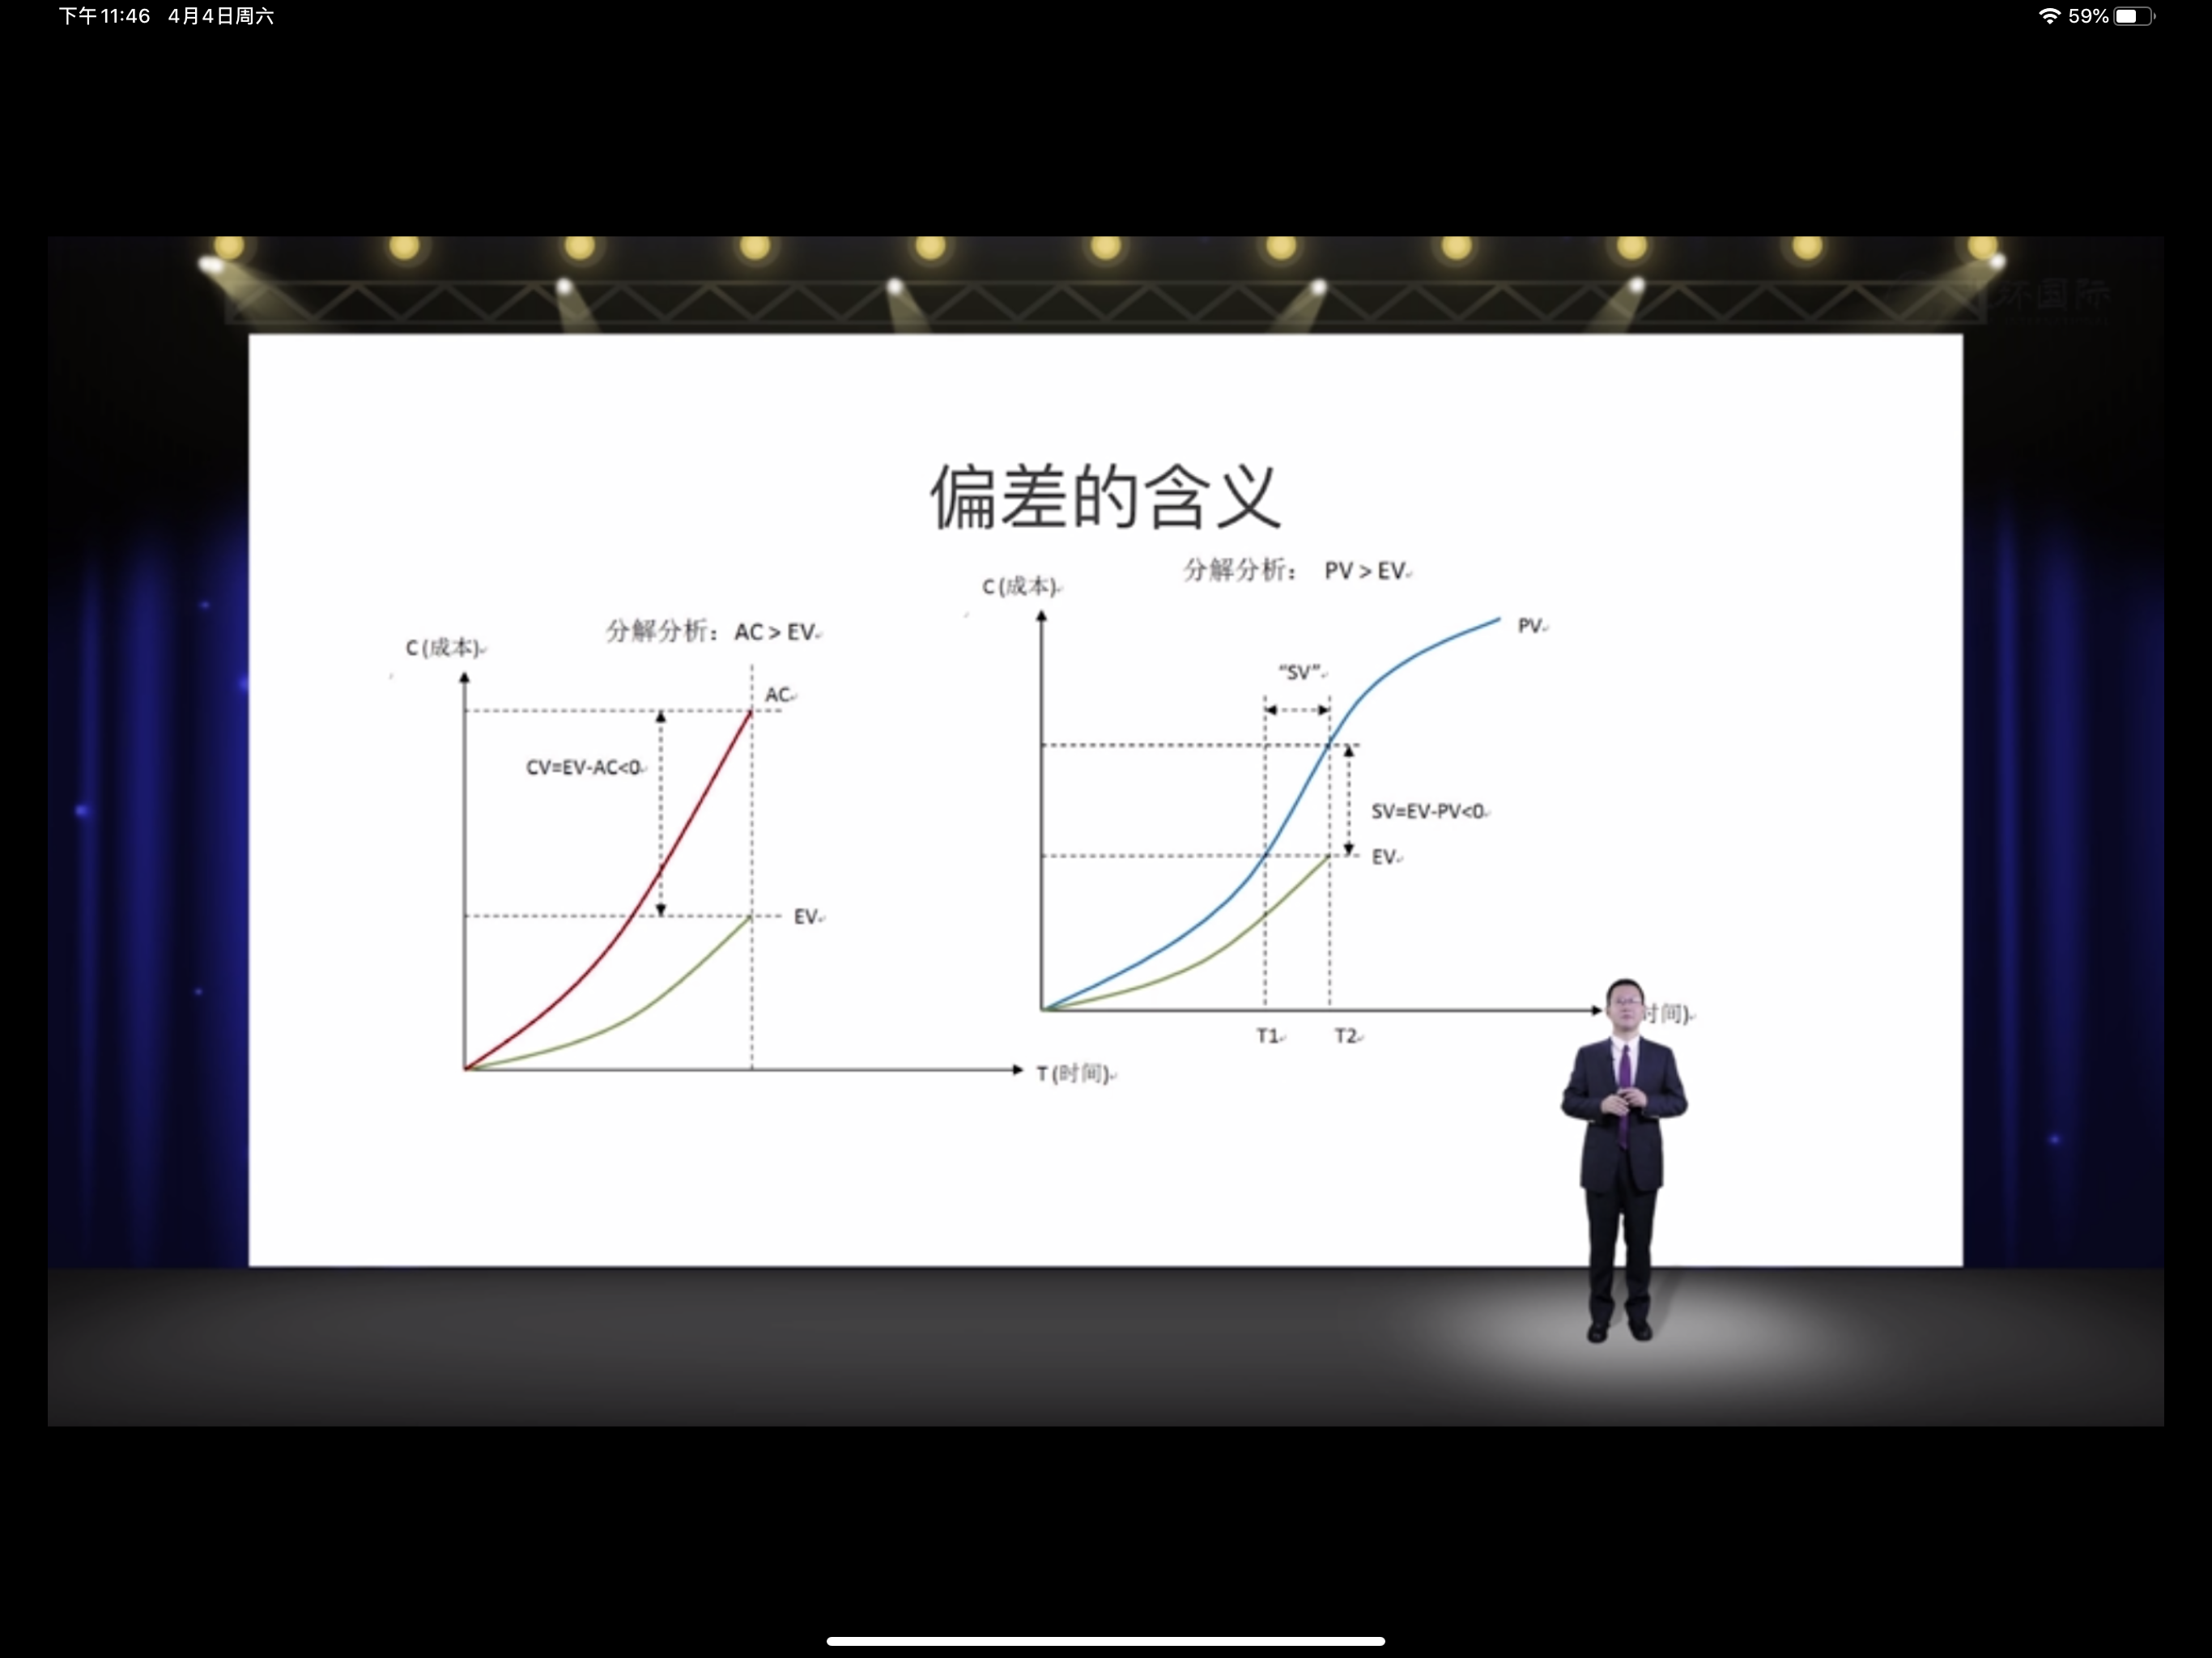 下午11:46 4月4日周六
59%
环国际
偏差的含义
分解分析: AC > EV
C (成本)
AC
CV=EV-AC<0
EV
T (时间)
分解分析: PV > EV
C (成本)
PV
“SV”
SV=EV-PV<0
EV
T1 T2
时间)